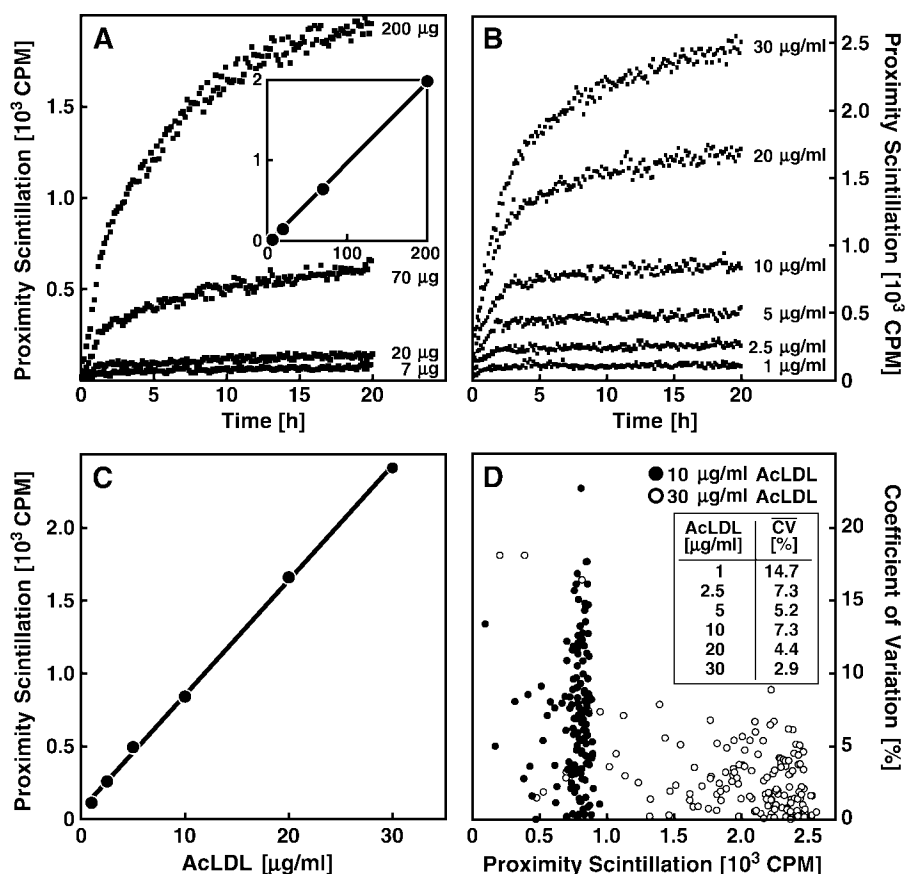 A
200 µg
Proximity Scintillation [10³ CPM]
1.5
1.0
0.5
0
2
1
0
0
100
200
70 µg
20 µg
7 µg
0
5
10
15
20
Time [h]
B
30 µg/ml
20 µg/ml
10 µg/ml
5 µg/ml
2.5 µg/ml
1 µg/ml
2.5
2.0
1.5
1.0
0.5
0
Proximity Scintillation [10³ CPM]
0
5
10
15
20
Time [h]
C
Proximity Scintillation [10³ CPM]
2.0
1.5
1.0
0.5
0
0
10
20
30
AcLDL [µg/ml]
D
10 µg/ml AcLDL
30 µg/ml AcLDL
AcLDL CV
[µg/ml] [%]
1 14.7
2.5 7.3
5 5.2
10 7.3
20 4.4
30 2.9
20
15
10
5
0
Coefficient of Variation [%]
0
0.5
1.0
1.5
2.0
2.5
Proximity Scintillation [10³ CPM]